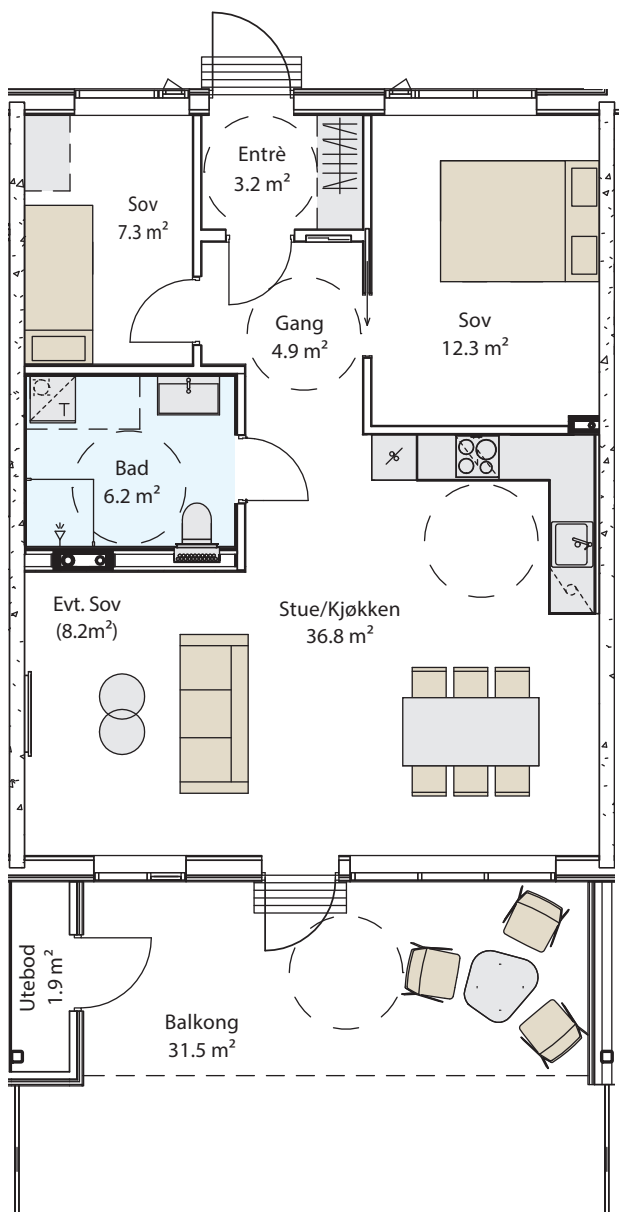 Entrè
3.2 m²
Sov
7.3 m²
Gang
4.9 m²
Sov
12.3 m²
T
Bad
6.2 m²
Evt. Sov
(8.2m²)
Stue/Kjøkken
36.8 m²
Utebod
1.9 m²
Balkong
31.5 m²